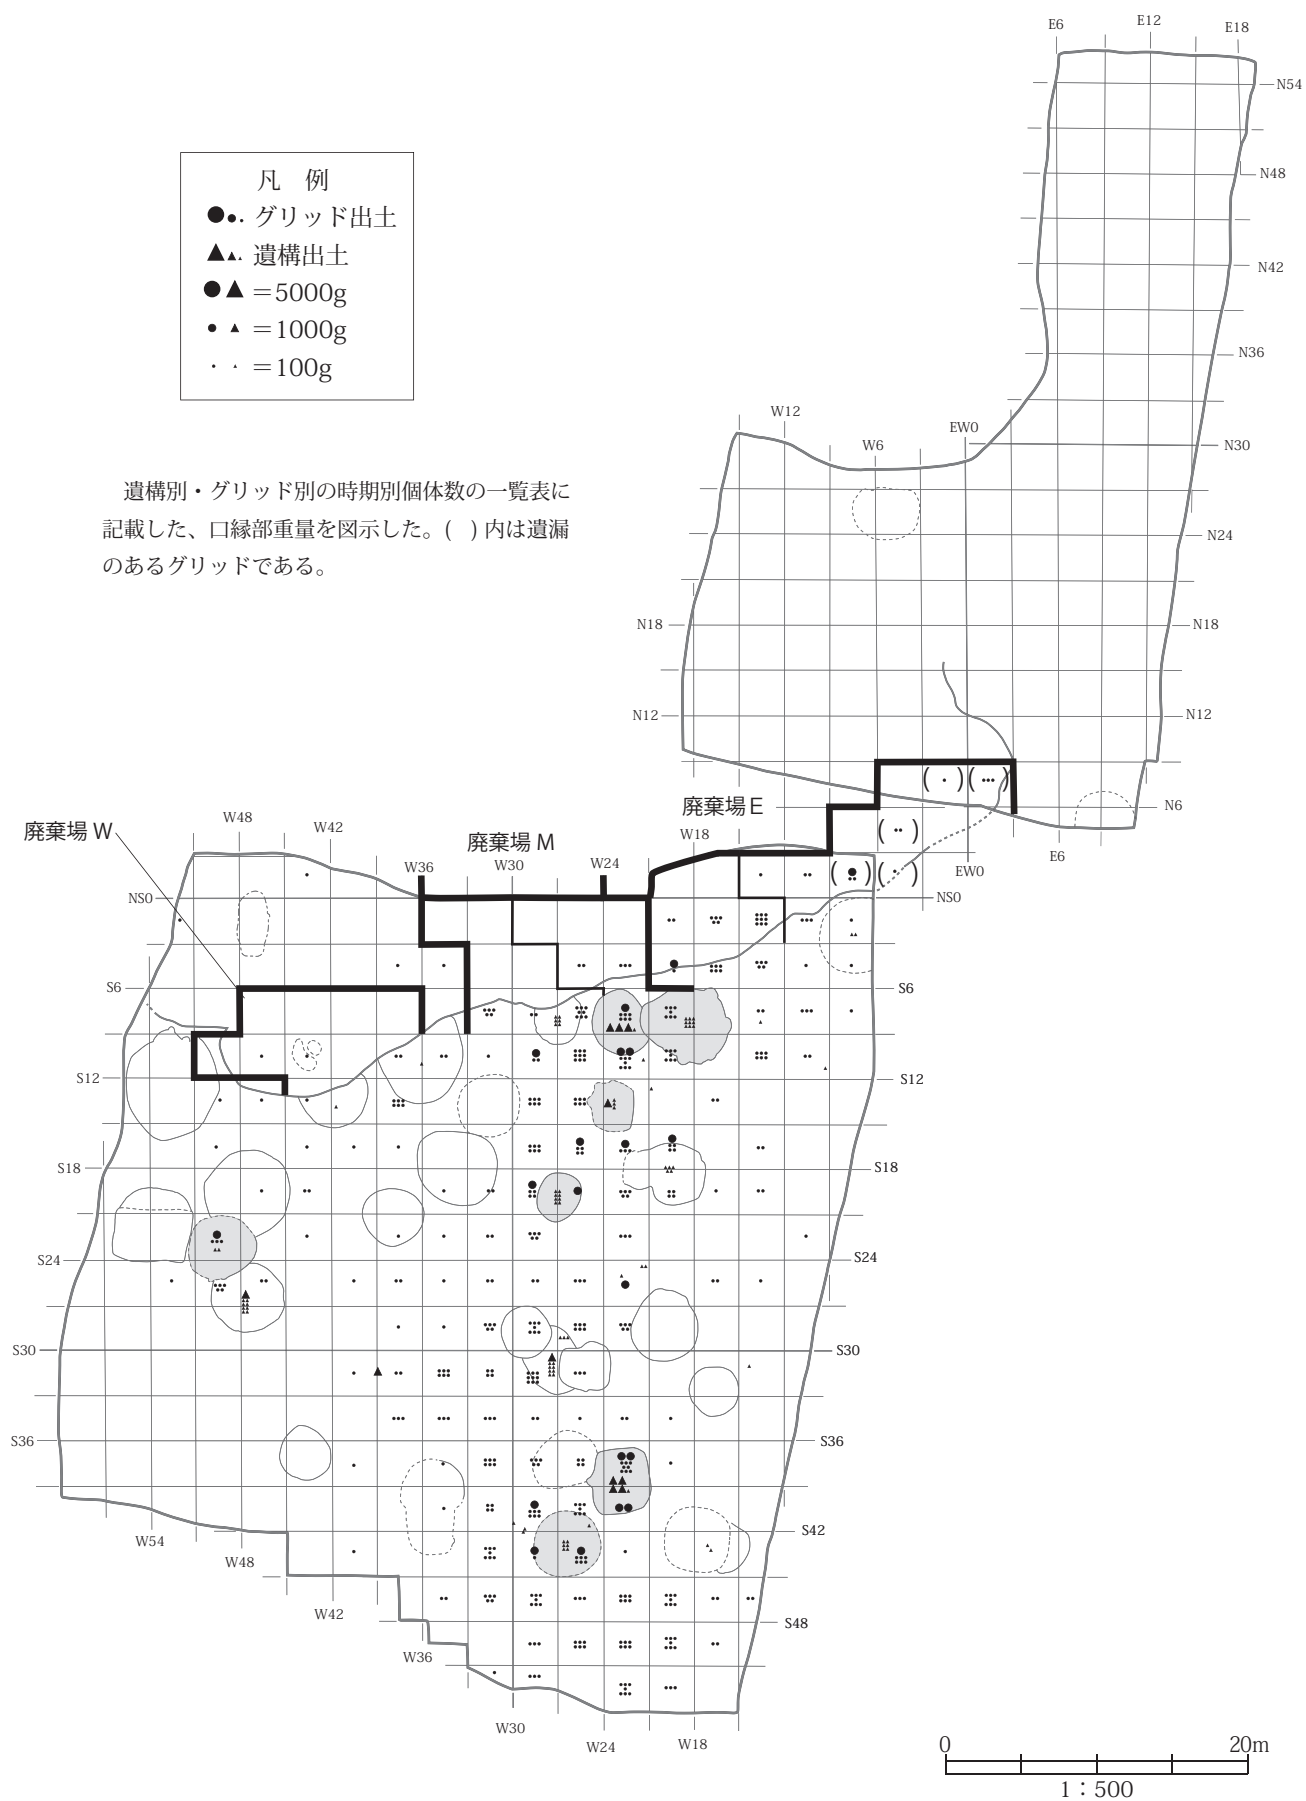 E6
E12
E18
N54
N48
N42
N36
N30
N24
N18
N12
N6
凡　例
グリッド出土
遺構出土
＝5000g
＝1000g
＝100g
遺構別・グリッド別の時期別個体数の一覧表に
記載した、口縁部重量を図示した。(　) 内は遺漏
のあるグリッドである。
W12
W6
EW0
N18
N12
廃棄場 E
廃棄場 M
廃棄場 W
W48
W42
W36
W30
W24
W18
E6
EW0
NS0
NS0
S6
S6
S12
S12
S18
S18
S24
S24
S30
S30
S36
S36
S42
S48
W54
W48
W42
W36
W30
W24
W18
0
20m
1：500